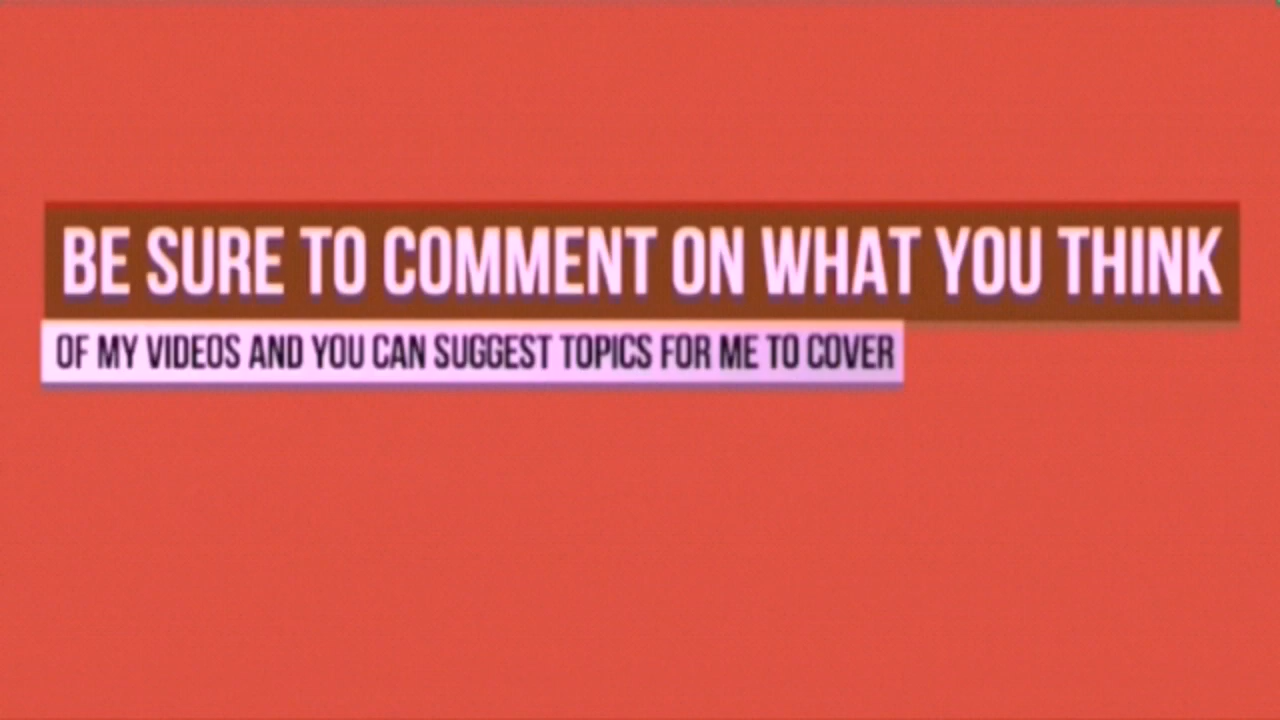 BE SURE TO COMMENT ON WHAT YOU THINK
OF MY VIDEOS AND YOU CAN SUGGEST TOPICS FOR ME TO COVER